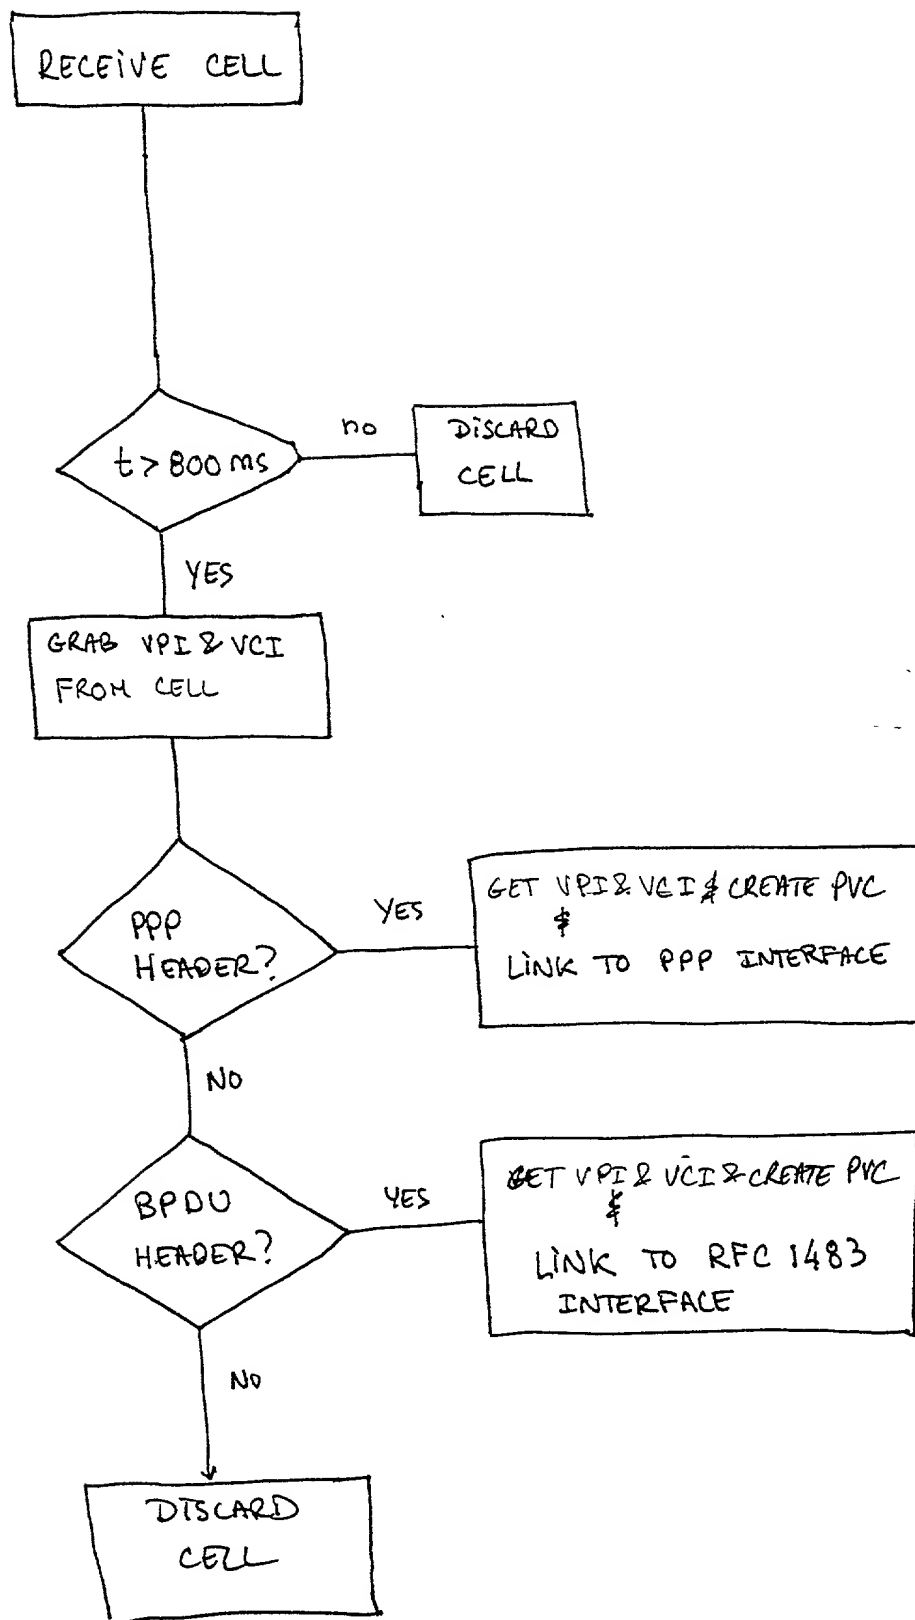 RECEIVE CELL
t > 800 ms
no
DISCARD
CELL
YES
GRAB VPI & VCI
FROM CELL
PPP
HEADER?
YES
GET VPI & VCI & CREATE PVC
&
LINK TO PPP INTERFACE
NO
BPDU
HEADER?
YES
GET VPI & VCI & CREATE PVC
&
LINK TO RFC 1483
INTERFACE
NO
DISCARD
CELL